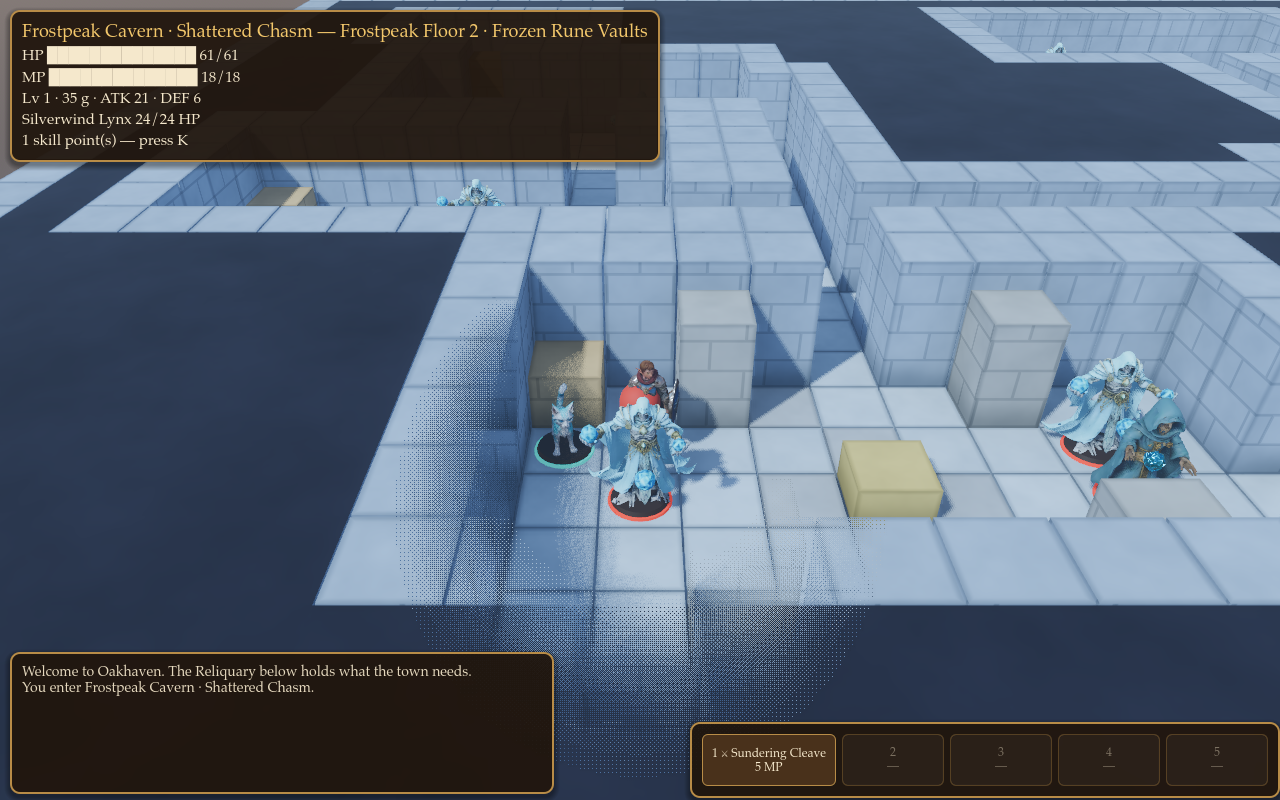 Frostpeak Cavern · Shattered Chasm — Frostpeak Floor 2 · Frozen Rune Vaults
HP 61/61
MP 18/18
Lv 1 · 35 g · ATK 21 · DEF 6
Silverwind Lynx 24/24 HP
1 skill point(s) — press K
Welcome to Oakhaven. The Reliquary below holds what the town needs.
You enter Frostpeak Cavern · Shattered Chasm.
1 ⚔ Sundering Cleave
5 MP
2
—
3
—
4
—
5
—